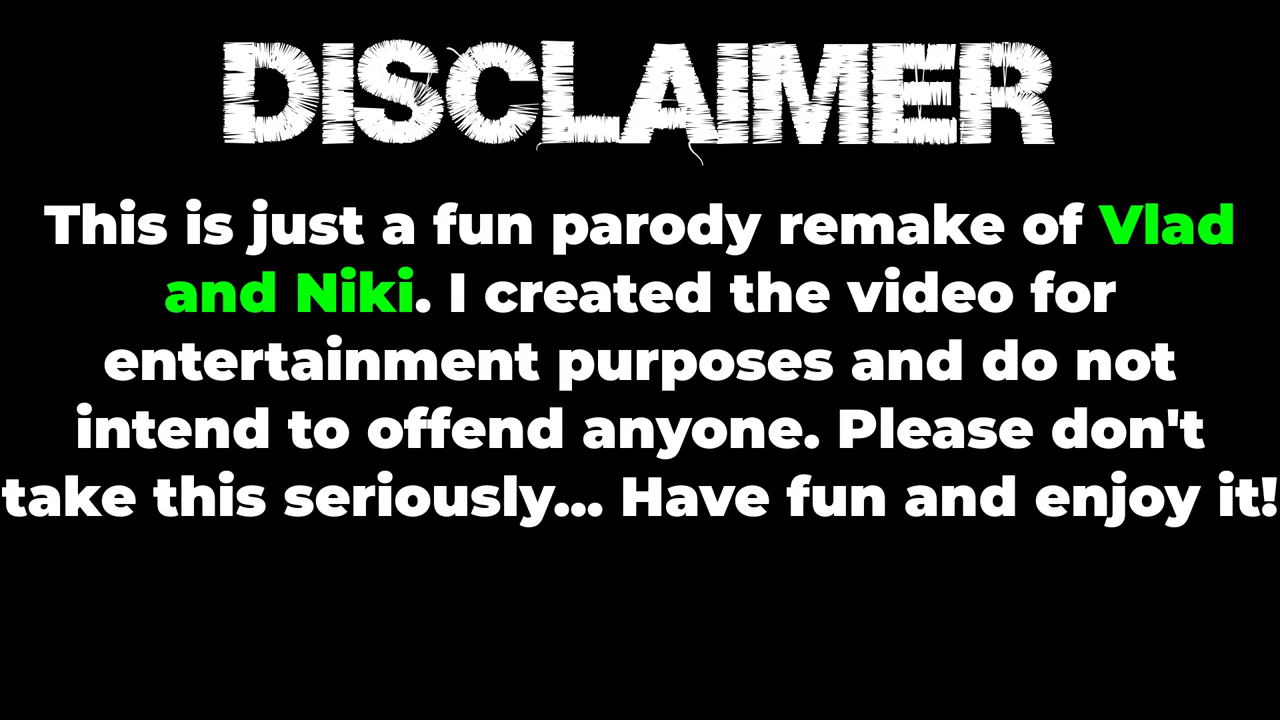 DISCLAIMER
This is just a fun parody remake of Vlad
and Niki. I created the video for
entertainment purposes and do not
intend to offend anyone. Please don't
take this seriously... Have fun and enjoy it!